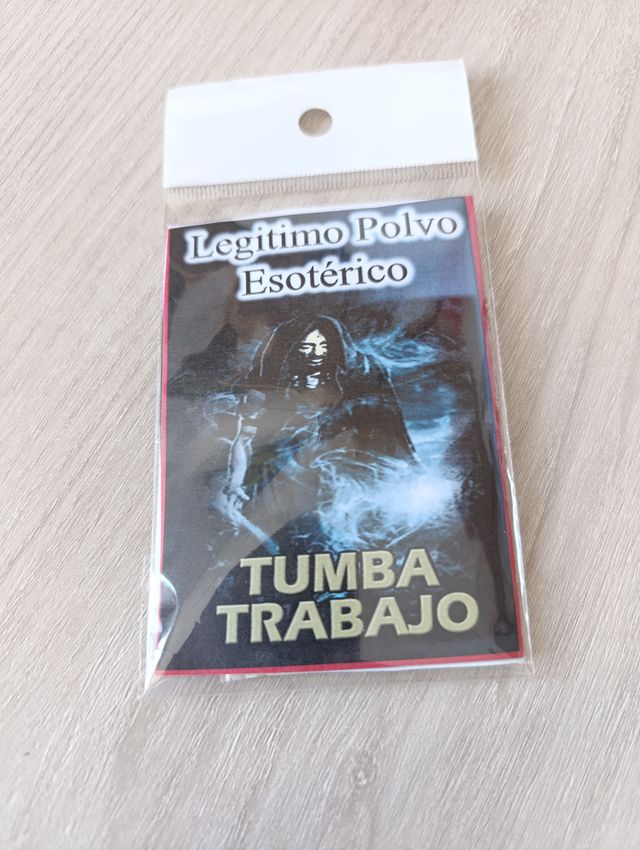 Legitimo Polvo
Esotérico
TUMBA
TRABAJO